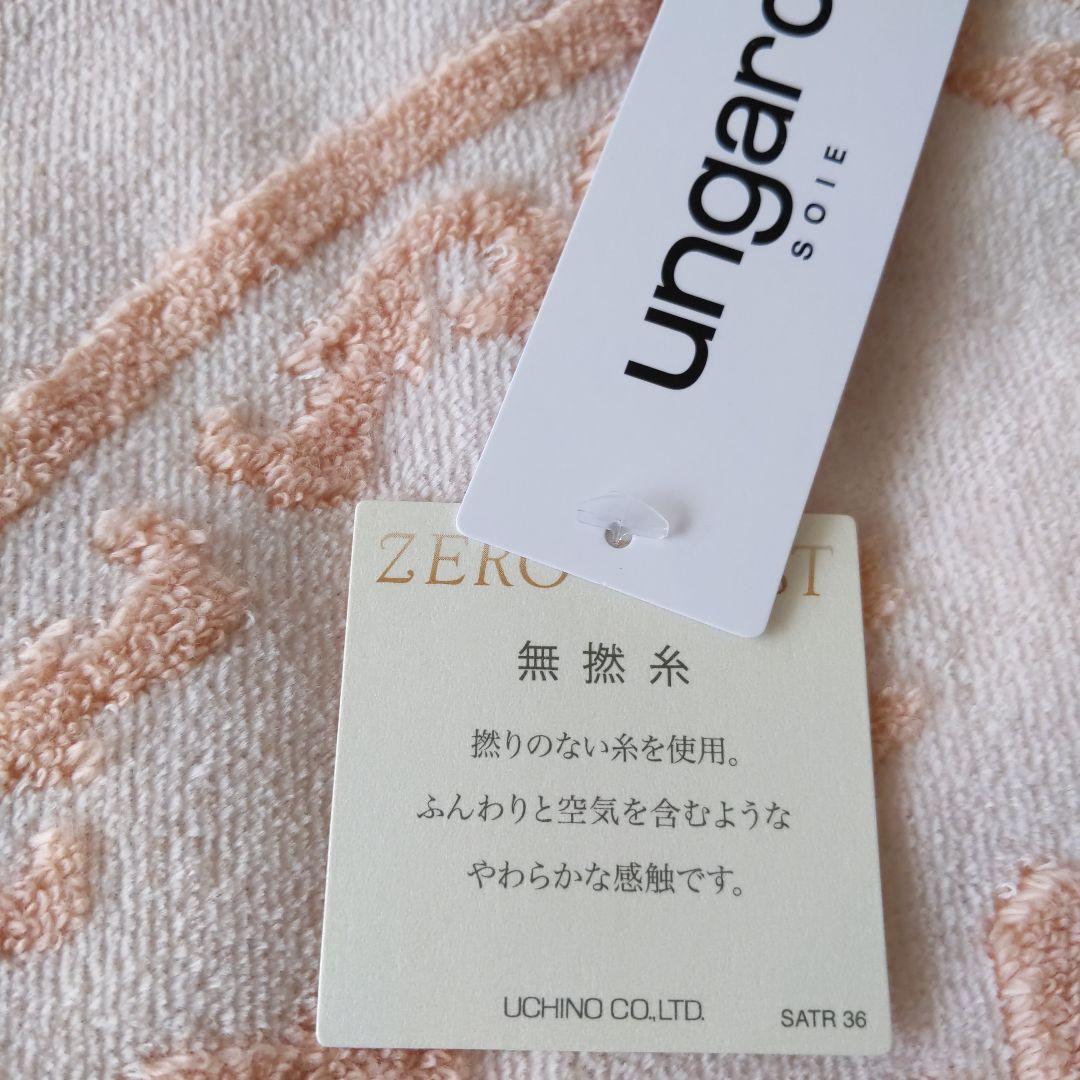 ungaro
SOIE
ZERO
無撚糸
撚りのない糸を使用。
ふんわりと空気を含むような
やわらかな感触です。
UCHINO CO.,LTD.
SATR 36